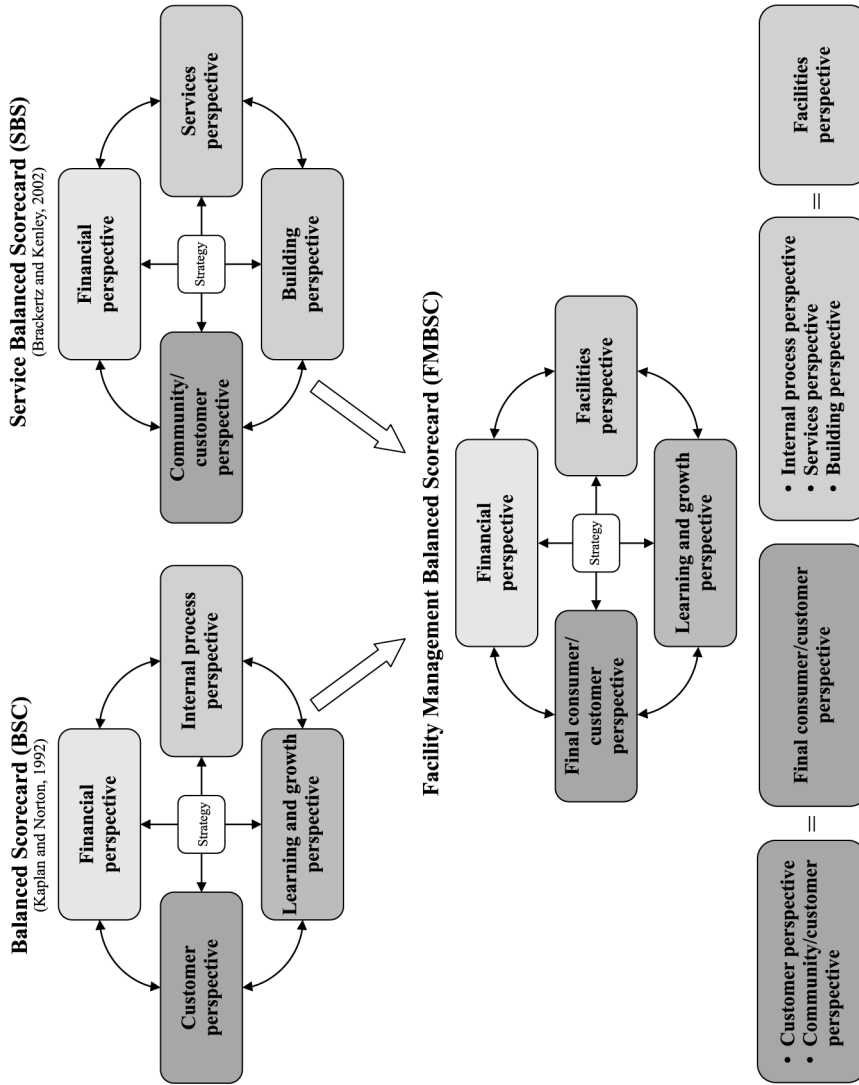 Balanced Scorecard (BSC)
(Kaplan and Norton, 1992)
Financial
perspective
Customer
perspective
Strategy
Internal process
perspective
Learning and growth
perspective
Service Balanced Scorecard (SBS)
(Brackertz and Kenley, 2002)
Financial
perspective
Community/
customer
perspective
Strategy
Services
perspective
Building
perspective
Facility Management Balanced Scorecard (FMBSC)
Financial
perspective
Final consumer/
customer
perspective
Strategy
Facilities
perspective
Learning and growth
perspective
• Customer perspective
• Community/customer
perspective
=
Final consumer/customer
perspective
• Internal process perspective
• Services perspective
• Building perspective
=
Facilities
perspective